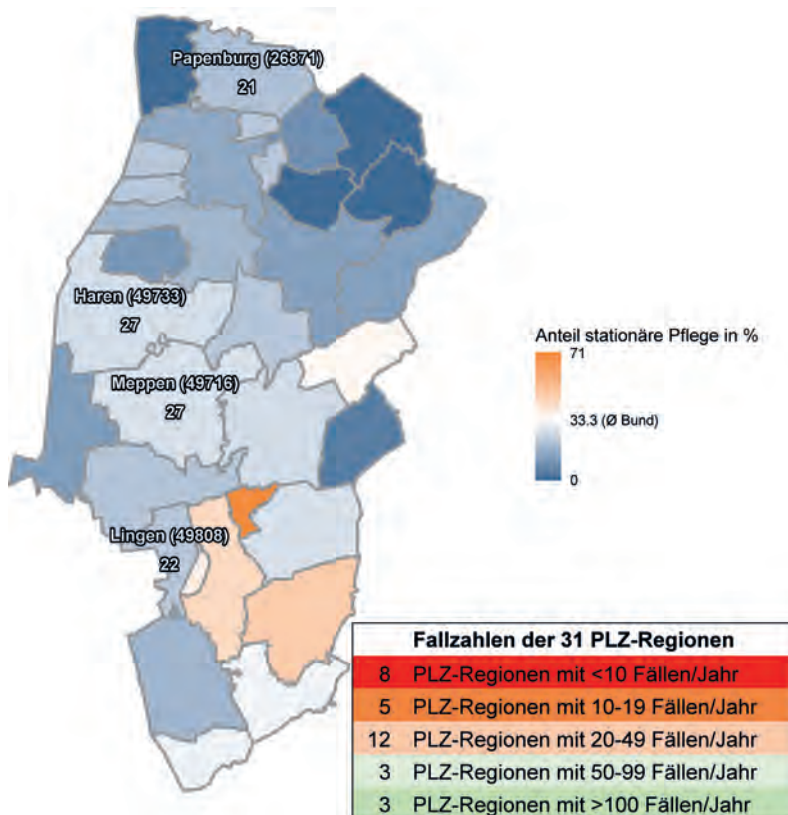 Papenburg (26871)
21
Haren (49733)
27
Meppen (49716)
27
Lingen (49808)
22
Anteil stationäre Pflege in %
71
33.3 (Ø Bund)
0
Fallzahlen der 31 PLZ-Regionen
8 PLZ-Regionen mit <10 Fällen/Jahr
5 PLZ-Regionen mit 10-19 Fällen/Jahr
12 PLZ-Regionen mit 20-49 Fällen/Jahr
3 PLZ-Regionen mit 50-99 Fällen/Jahr
3 PLZ-Regionen mit >100 Fällen/Jahr